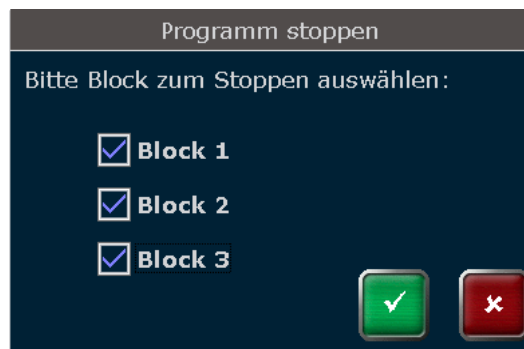 Programm stoppen
Bitte Block zum Stoppen auswählen:
Block 1
Block 2
Block 3